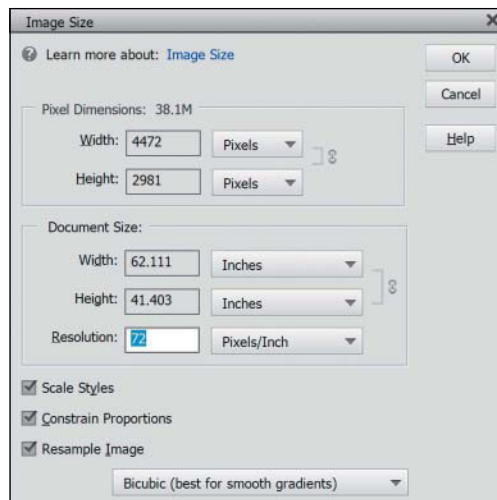 Image Size
Learn more about: Image Size
OK
Cancel
Help
Pixel Dimensions: 38.1M
Width: 4472 Pixels
Height: 2981 Pixels
Document Size:
Width: 62.111 Inches
Height: 41.403 Inches
Resolution: 72 Pixels/Inch
Scale Styles
Constrain Proportions
Resample Image
Bicubic (best for smooth gradients)